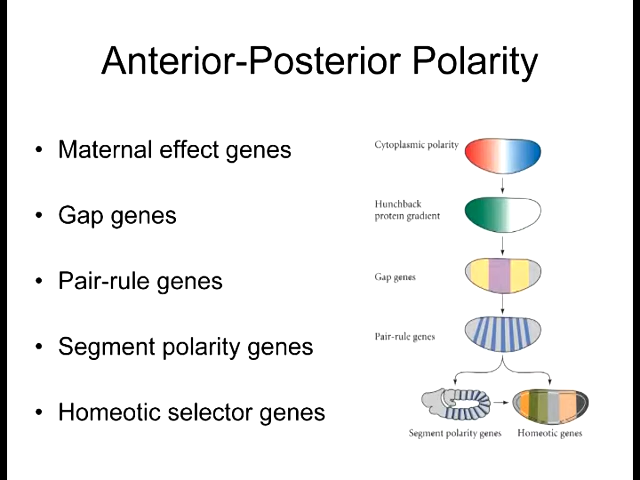 Anterior-Posterior Polarity
• Maternal effect genes
• Gap genes
• Pair-rule genes
• Segment polarity genes
• Homeotic selector genes
Cytoplasmic polarity
Hunchback
protein gradient
Gap genes
Pair-rule genes
Segment polarity genes
Homeotic genes